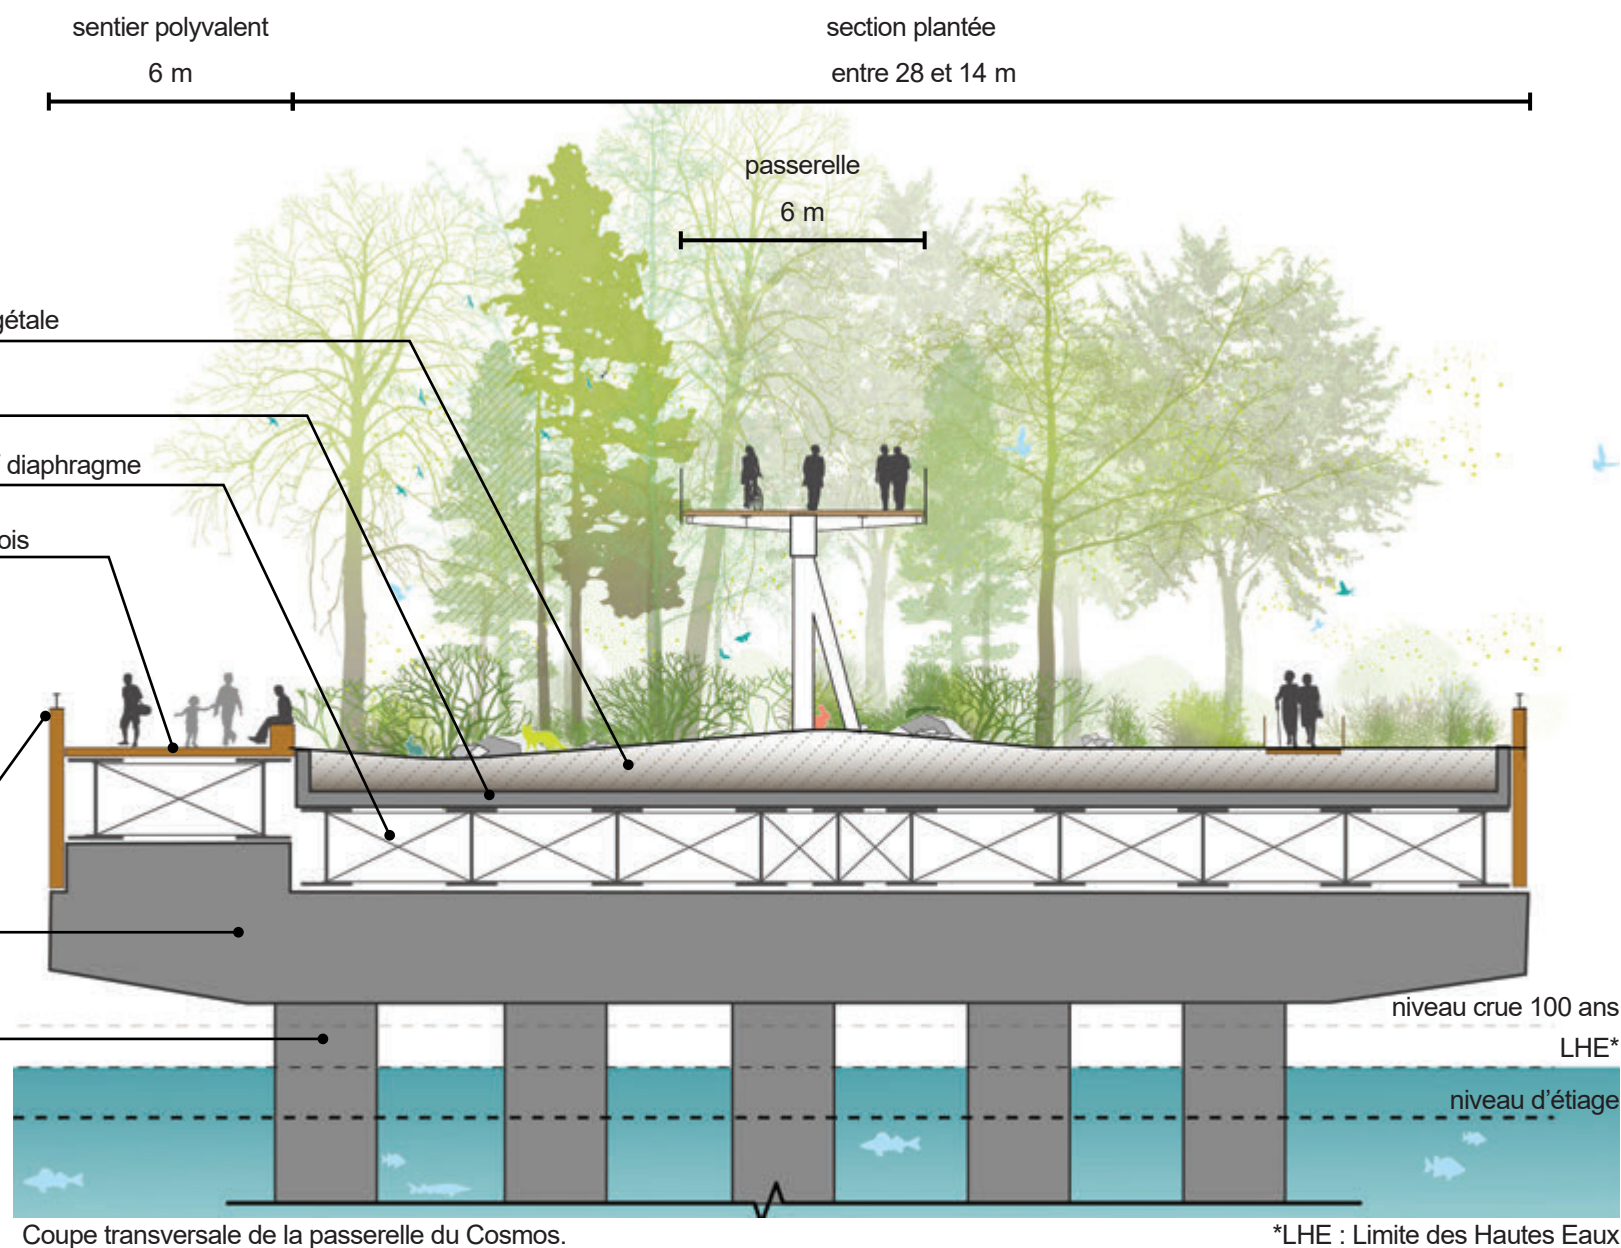 sentier polyvalent
6 m
section plantée
entre 28 et 14 m
passerelle
6 m
gétale
diaphragme
ois
niveau crue 100 ans
LHE*
niveau d'étiage
Coupe transversale de la passerelle du Cosmos.
*LHE : Limite des Hautes Eaux